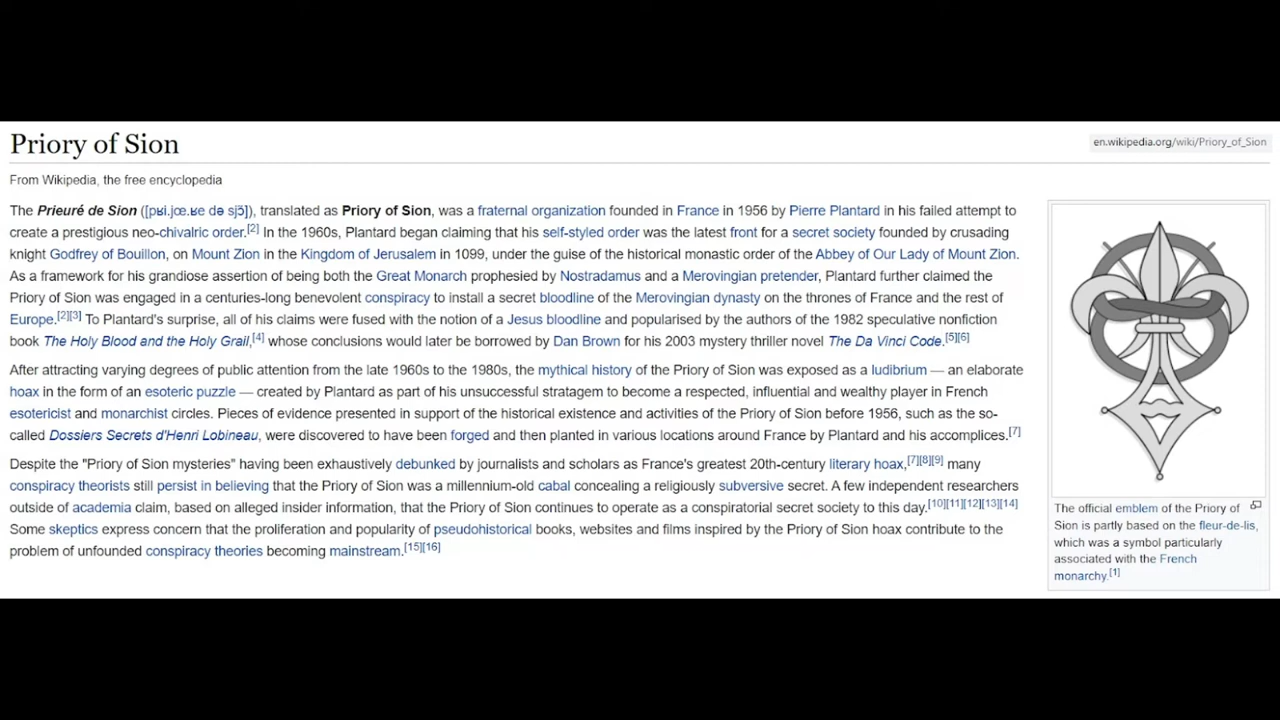 Priory of Sion
en.wikipedia.org/wiki/Priory_of_Sion
From Wikipedia, the free encyclopedia
The Prieuré de Sion ([pʁi.jœ.ʁe də sjɔ̃]), translated as Priory of Sion, was a fraternal organization founded in France in 1956 by Pierre Plantard in his failed attempt to
create a prestigious neo-chivalric order.[2] In the 1960s, Plantard began claiming that his self-styled order was the latest front for a secret society founded by crusading
knight Godfrey of Bouillon, on Mount Zion in the Kingdom of Jerusalem in 1099, under the guise of the historical monastic order of the Abbey of Our Lady of Mount Zion.
As a framework for his grandiose assertion of being both the Great Monarch prophesied by Nostradamus and a Merovingian pretender, Plantard further claimed the
Priory of Sion was engaged in a centuries-long benevolent conspiracy to install a secret bloodline of the Merovingian dynasty on the thrones of France and the rest of
Europe.[2][3] To Plantard's surprise, all of his claims were fused with the notion of a Jesus bloodline and popularised by the authors of the 1982 speculative nonfiction
book The Holy Blood and the Holy Grail,[4] whose conclusions would later be borrowed by Dan Brown for his 2003 mystery thriller novel The Da Vinci Code.[5][6]
After attracting varying degrees of public attention from the late 1960s to the 1980s, the mythical history of the Priory of Sion was exposed as a ludibrium — an elaborate
hoax in the form of an esoteric puzzle — created by Plantard as part of his unsuccessful stratagem to become a respected, influential and wealthy player in French
esotericist and monarchist circles. Pieces of evidence presented in support of the historical existence and activities of the Priory of Sion before 1956, such as the so-
called Dossiers Secrets d'Henri Lobineau, were discovered to have been forged and then planted in various locations around France by Plantard and his accomplices.[7]
Despite the "Priory of Sion mysteries" having been exhaustively debunked by journalists and scholars as France's greatest 20th-century literary hoax,[7][8][9] many
conspiracy theorists still persist in believing that the Priory of Sion was a millennium-old cabal concealing a religiously subversive secret. A few independent researchers
outside of academia claim, based on alleged insider information, that the Priory of Sion continues to operate as a conspiratorial secret society to this day.[10][11][12][13][14]
Some skeptics express concern that the proliferation and popularity of pseudohistorical books, websites and films inspired by the Priory of Sion hoax contribute to the
problem of unfounded conspiracy theories becoming mainstream.[15][16]
The official emblem of the Priory of
Sion is partly based on the fleur-de-lis,
which was a symbol particularly
associated with the French
monarchy.[1]